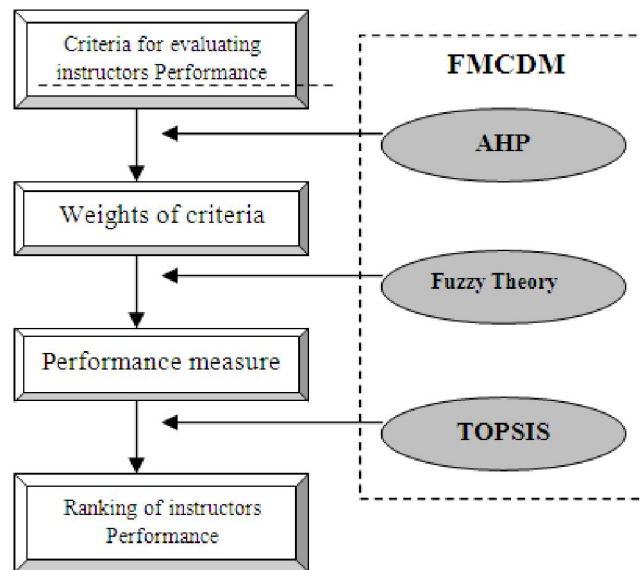 Criteria for evaluating
instructors Performance
FMCDM
AHP
Weights of criteria
Fuzzy Theory
Performance measure
TOPSIS
Ranking of instructors
Performance